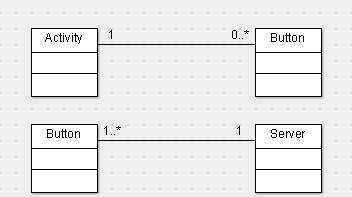 Activity 1 0..* Button
Button 1..* 1 Server